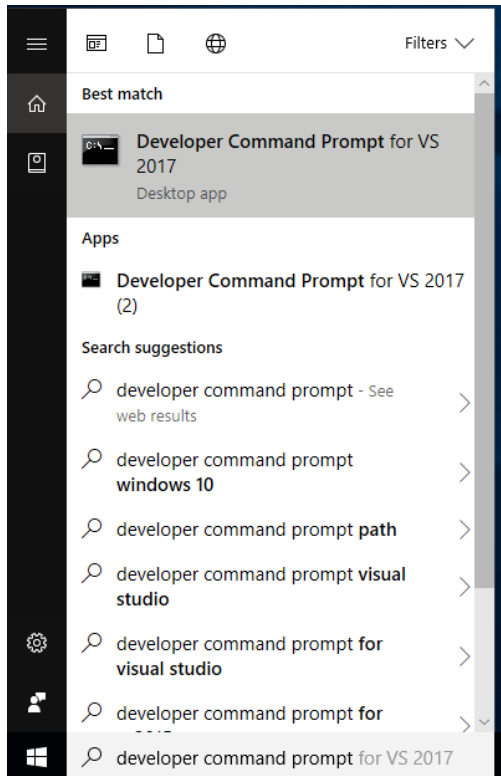 Filters
Best match
Developer Command Prompt for VS
2017
Desktop app
Apps
Developer Command Prompt for VS 2017
(2)
Search suggestions
developer command prompt - See
web results
developer command prompt
windows 10
developer command prompt path
developer command prompt visual
studio
developer command prompt for
visual studio
developer command prompt for
developer command prompt for VS 2017